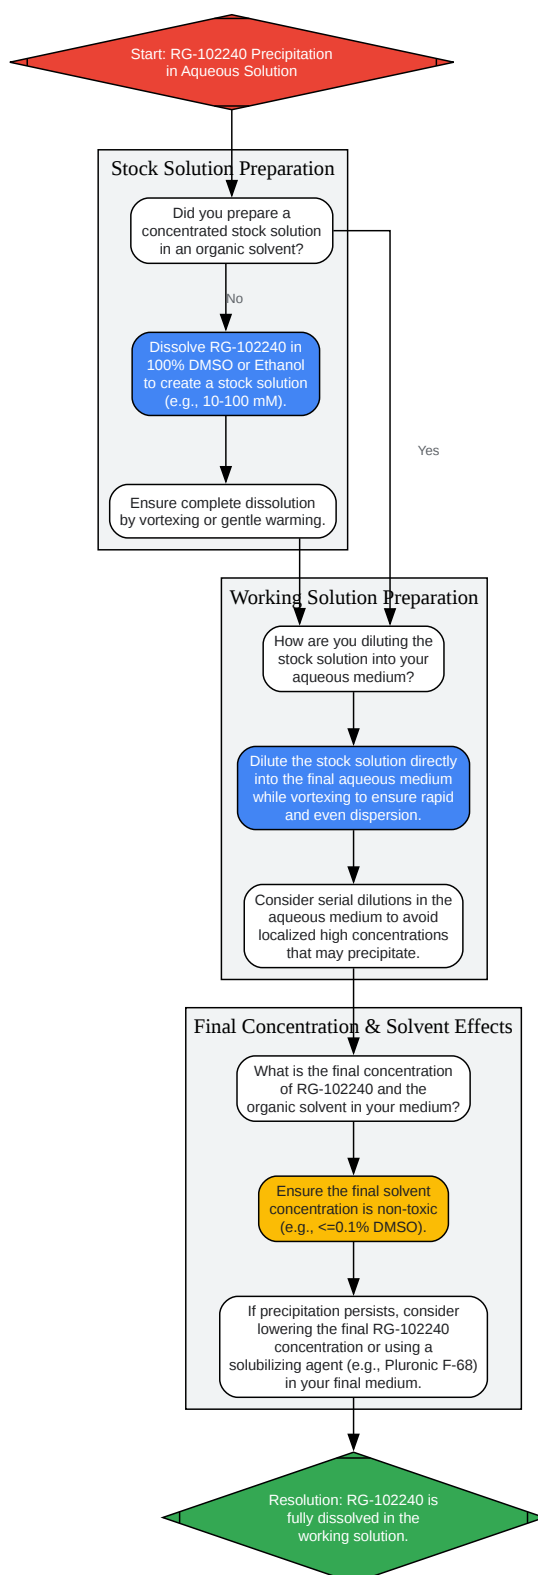 Start: RG-102240 Precipitation
in Aqueous Solution
Stock Solution Preparation
Did you prepare a
concentrated stock solution
in an organic solvent?
No
Dissolve RG-102240 in
100% DMSO or Ethanol
to create a stock solution
(e.g., 10-100 mM).
Yes
Ensure complete dissolution
by vortexing or gentle warming.
Working Solution Preparation
How are you diluting the
stock solution into your
aqueous medium?
Dilute the stock solution directly
into the final aqueous medium
while vortexing to ensure rapid
and even dispersion.
Consider serial dilutions in the
aqueous medium to avoid
localized high concentrations
that may precipitate.
Final Concentration & Solvent Effects
What is the final concentration
of RG-102240 and the
organic solvent in your medium?
Ensure the final solvent
concentration is non-toxic
(e.g., <=0.1% DMSO).
If precipitation persists, consider
lowering the final RG-102240
concentration or using a
solubilizing agent (e.g., Pluronic F-68)
in your final medium.
Resolution: RG-102240 is
fully dissolved in the
working solution.